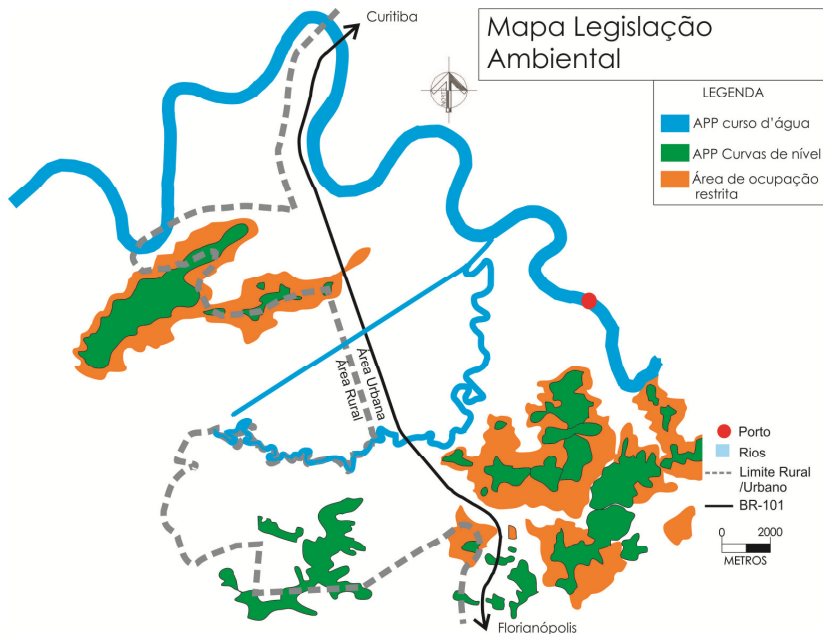 Curitiba
Mapa Legislação
Ambiental
LEGENDA
APP curso d'água
APP Curvas de nível
Área de ocupação
restrita
Área Urbana
Área Rural
Porto
Rios
Limite Rural
/Urbano
BR-101
0 2000
METROS
Florianópolis